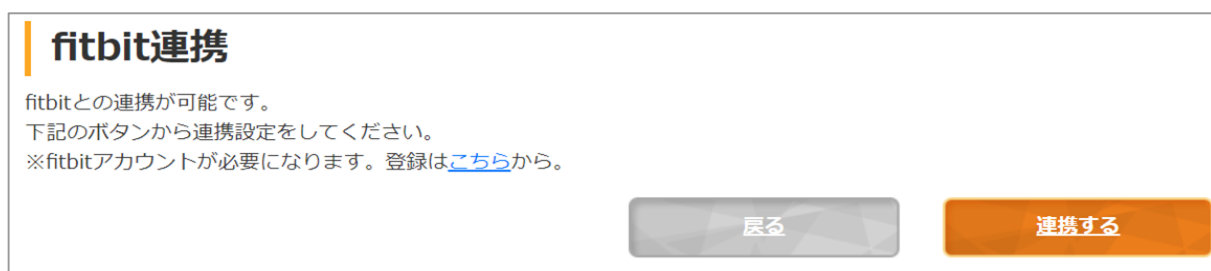 fitbit連携
fitbitとの連携が可能です。
下記のボタンから連携設定をしてください。
※fitbitアカウントが必要になります。登録はこちらから。
戻る
連携する